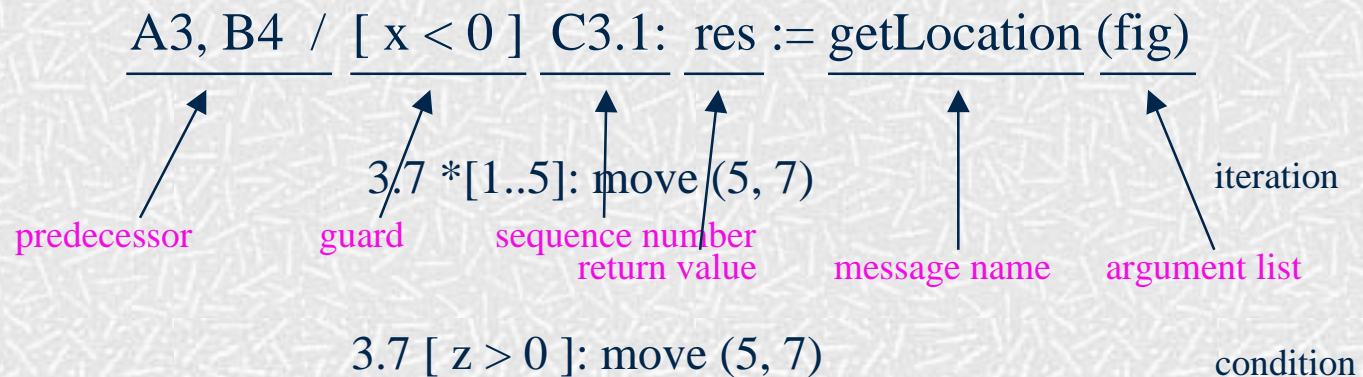 A3, B4 / [ x < 0 ] C3.1: res := getLocation (fig)
3.7 *[1..5]: move (5, 7) iteration
predecessor guard sequence number
return value message name argument list
3.7 [ z > 0 ]: move (5, 7) condition